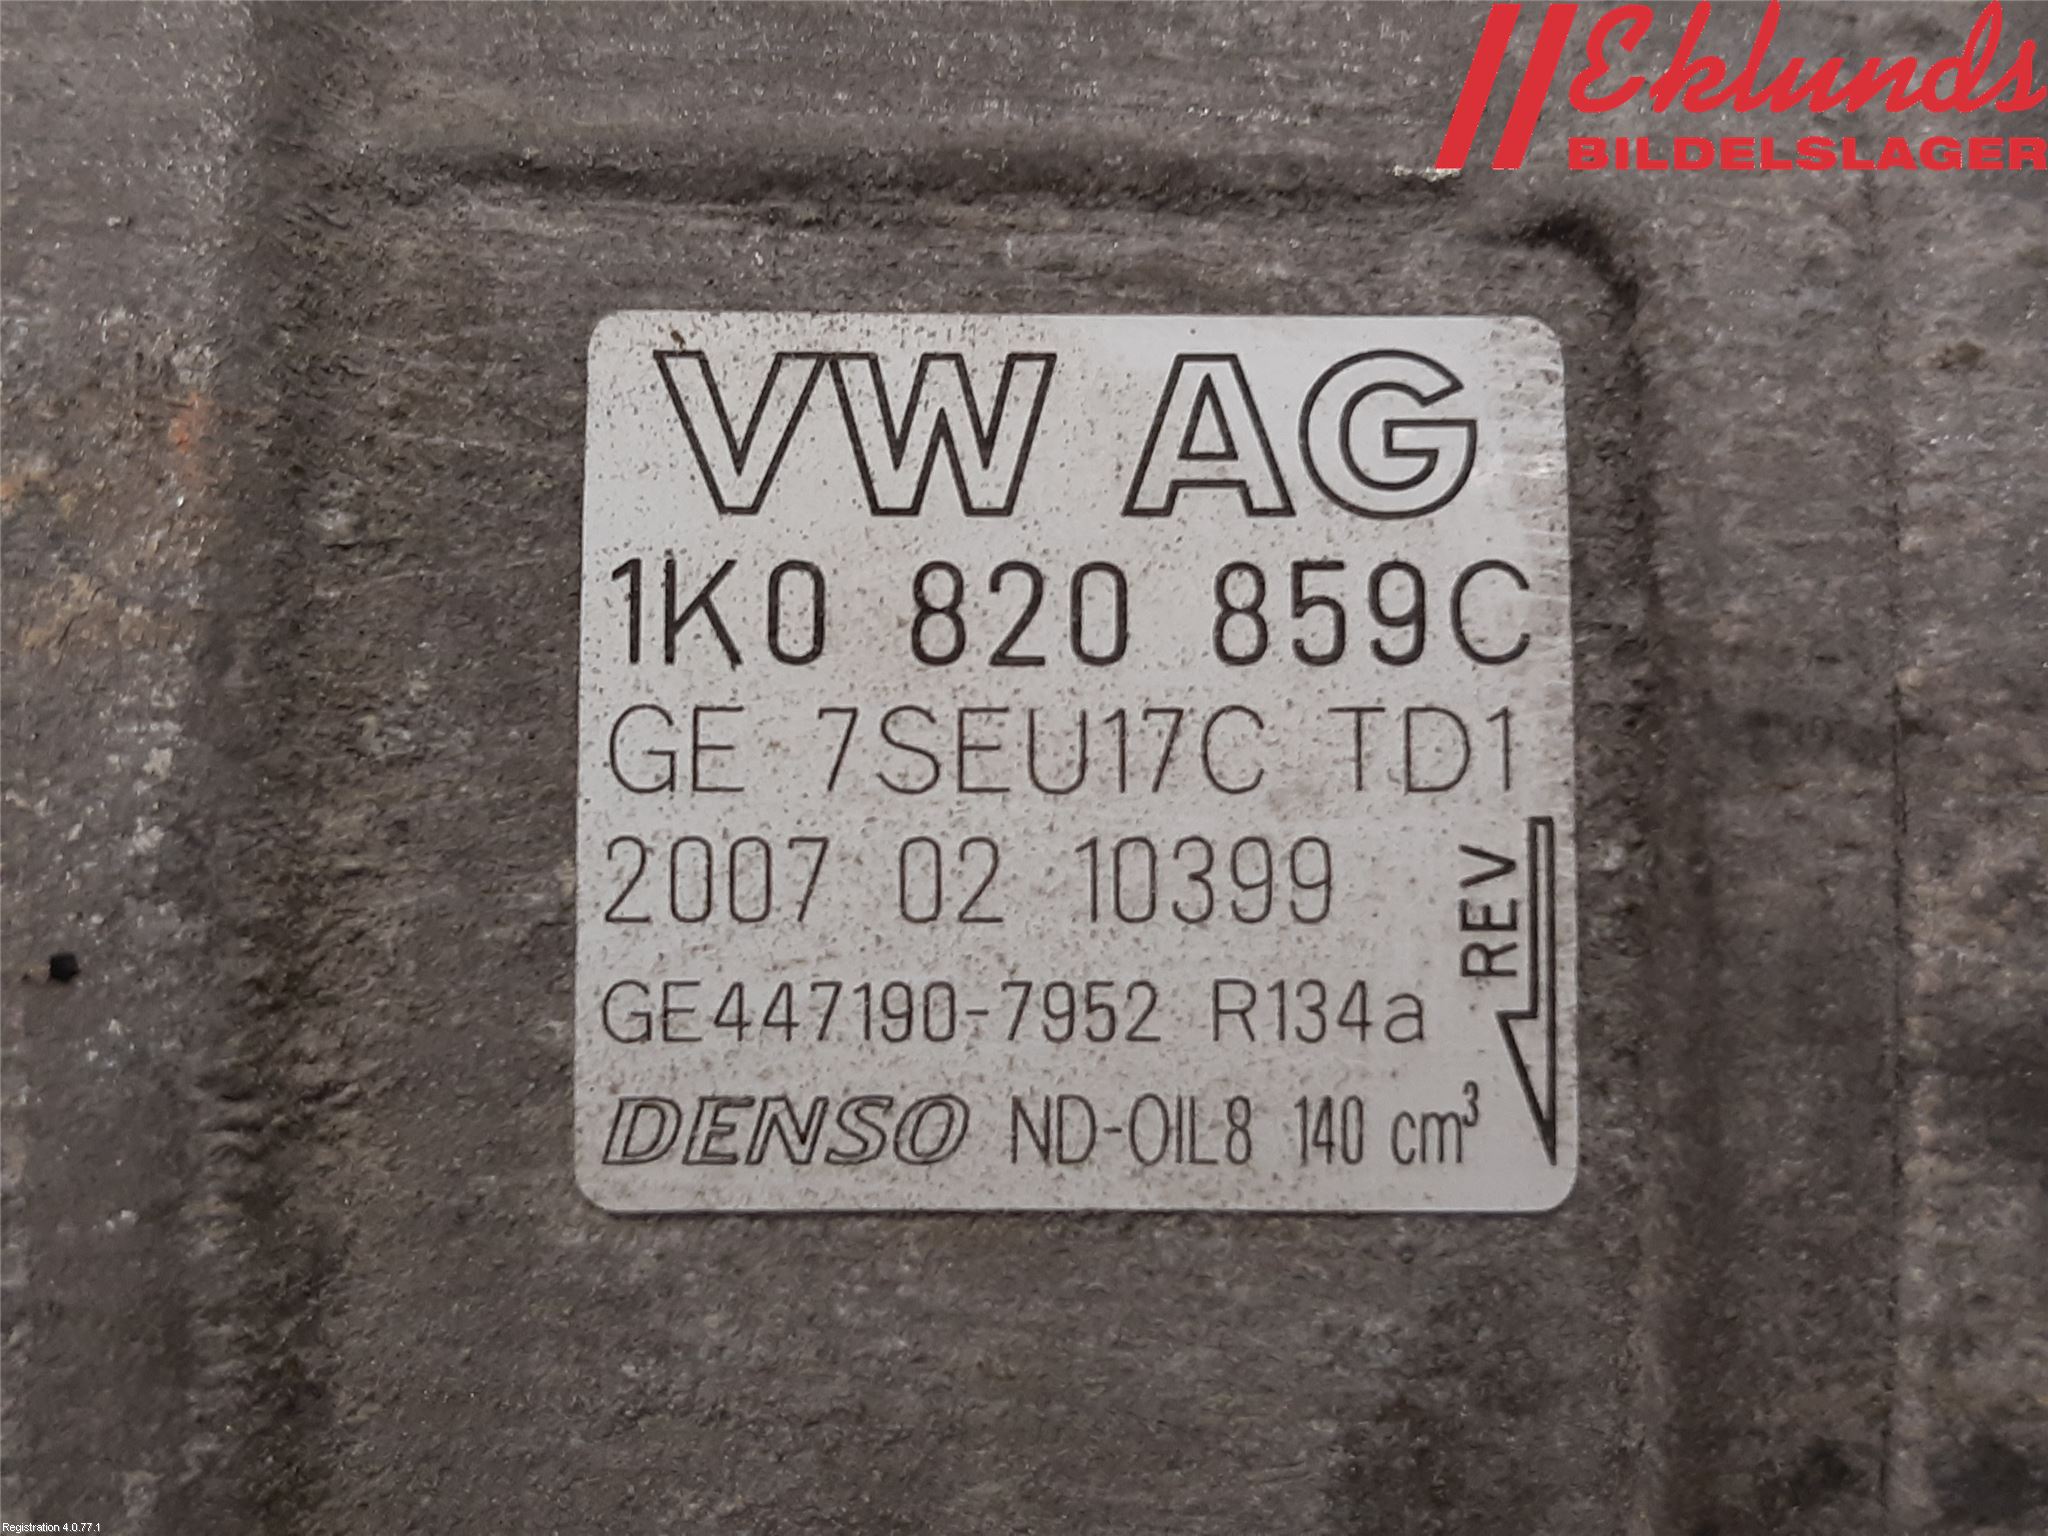 Eklunds
BILDELSLAGER
VW AG
1K0 820 859C
GE 7SEU17C TD1
2007 02 10399
REV
GE447190-7952 R134a
DENSO ND-OIL8 140 cm³
Registration 4.0.77.1